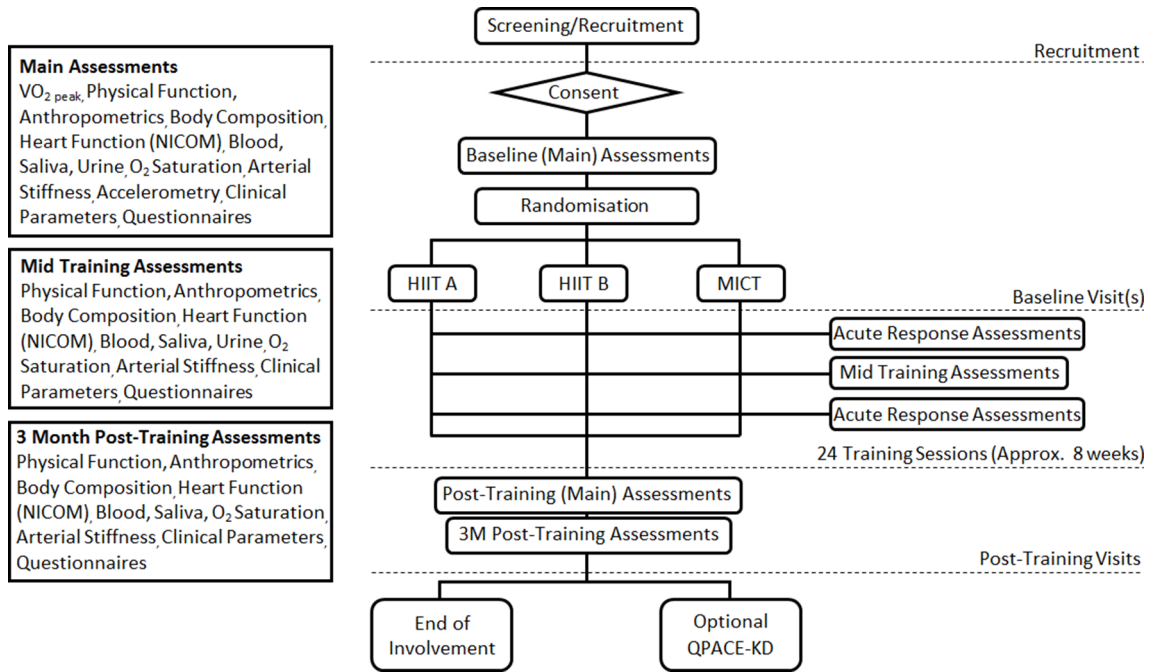 Main Assessments
VO2 peak, Physical Function,
Anthropometrics, Body Composition,
Heart Function (NICOM), Blood,
Saliva, Urine, O2 Saturation, Arterial
Stiffness, Accelerometry, Clinical
Parameters, Questionnaires
Mid Training Assessments
Physical Function, Anthropometrics,
Body Composition, Heart Function
(NICOM), Blood, Saliva, Urine, O2
Saturation, Arterial Stiffness, Clinical
Parameters, Questionnaires
3 Month Post-Training Assessments
Physical Function, Anthropometrics,
Body Composition, Heart Function
(NICOM), Blood, Saliva, O2 Saturation,
Arterial Stiffness, Clinical Parameters,
Questionnaires
Screening/Recruitment
Recruitment
Consent
Baseline (Main) Assessments
Randomisation
HIIT A
HIIT B
MICT
Baseline Visit(s)
Acute Response Assessments
Mid Training Assessments
Acute Response Assessments
24 Training Sessions (Approx. 8 weeks)
Post-Training (Main) Assessments
3M Post-Training Assessments
Post-Training Visits
End of
Involvement
Optional
QPACE-KD